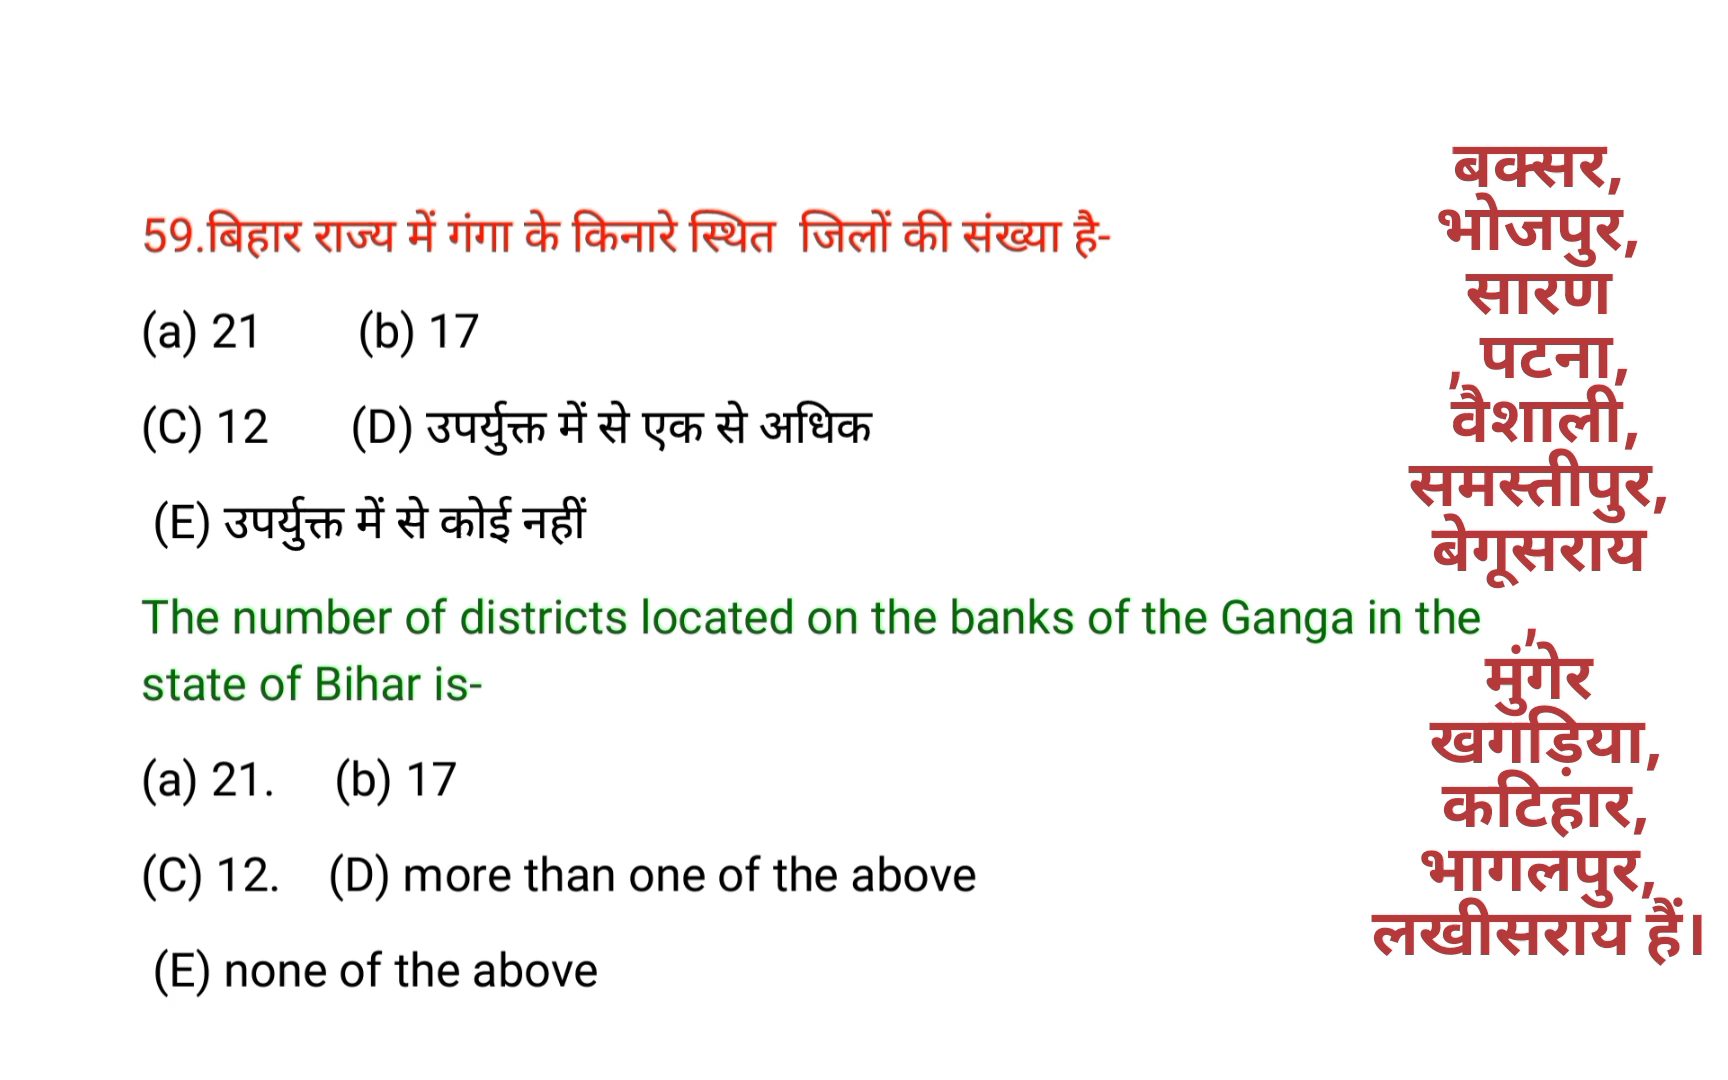 59.बिहार राज्य में गंगा के किनारे स्थित जिलों की संख्या है-
(a) 21 (b) 17
(C) 12 (D) उपर्युक्त में से एक से अधिक
(E) उपर्युक्त में से कोई नहीं
The number of districts located on the banks of the Ganga in the
state of Bihar is-
(a) 21. (b) 17
(C) 12. (D) more than one of the above
(E) none of the above
बक्सर,
भोजपुर,
सारण
, पटना,
वैशाली,
समस्तीपुर,
बेगूसराय
,
मुंगेर
खगड़िया,
कटिहार,
भागलपुर,
लखीसराय हैं।